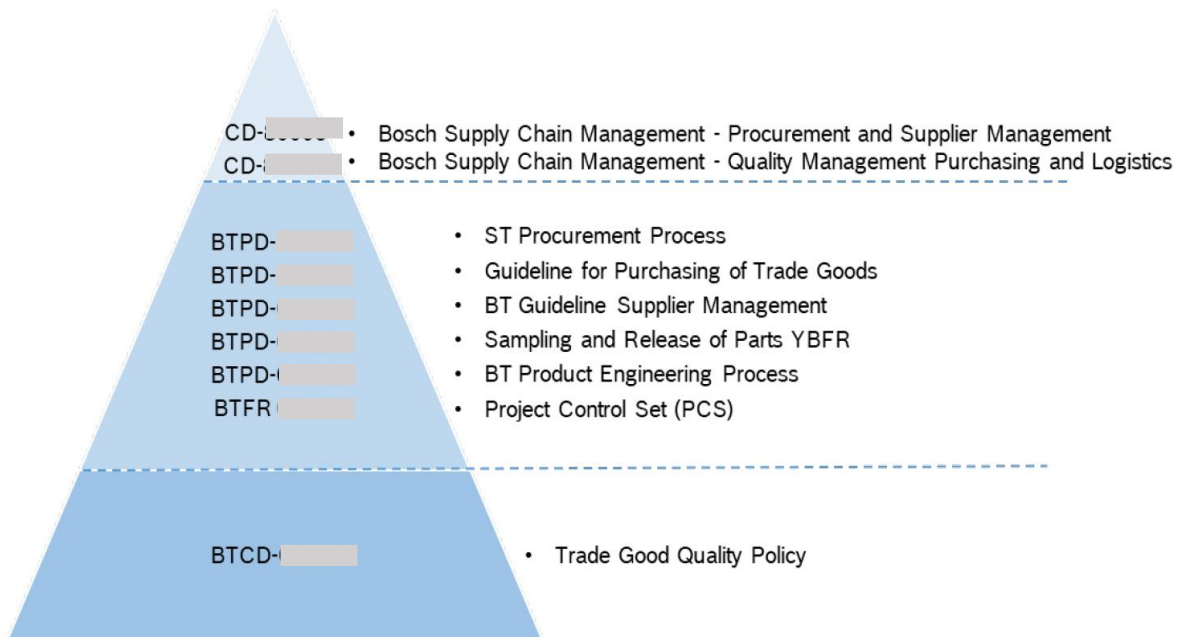 CD- • Bosch Supply Chain Management - Procurement and Supplier Management
CD- • Bosch Supply Chain Management - Quality Management Purchasing and Logistics
BTPD- • ST Procurement Process
BTPD- • Guideline for Purchasing of Trade Goods
BTPD- • BT Guideline Supplier Management
BTPD- • Sampling and Release of Parts YBFR
BTPD- • BT Product Engineering Process
BTFR • Project Control Set (PCS)
BTCD- • Trade Good Quality Policy